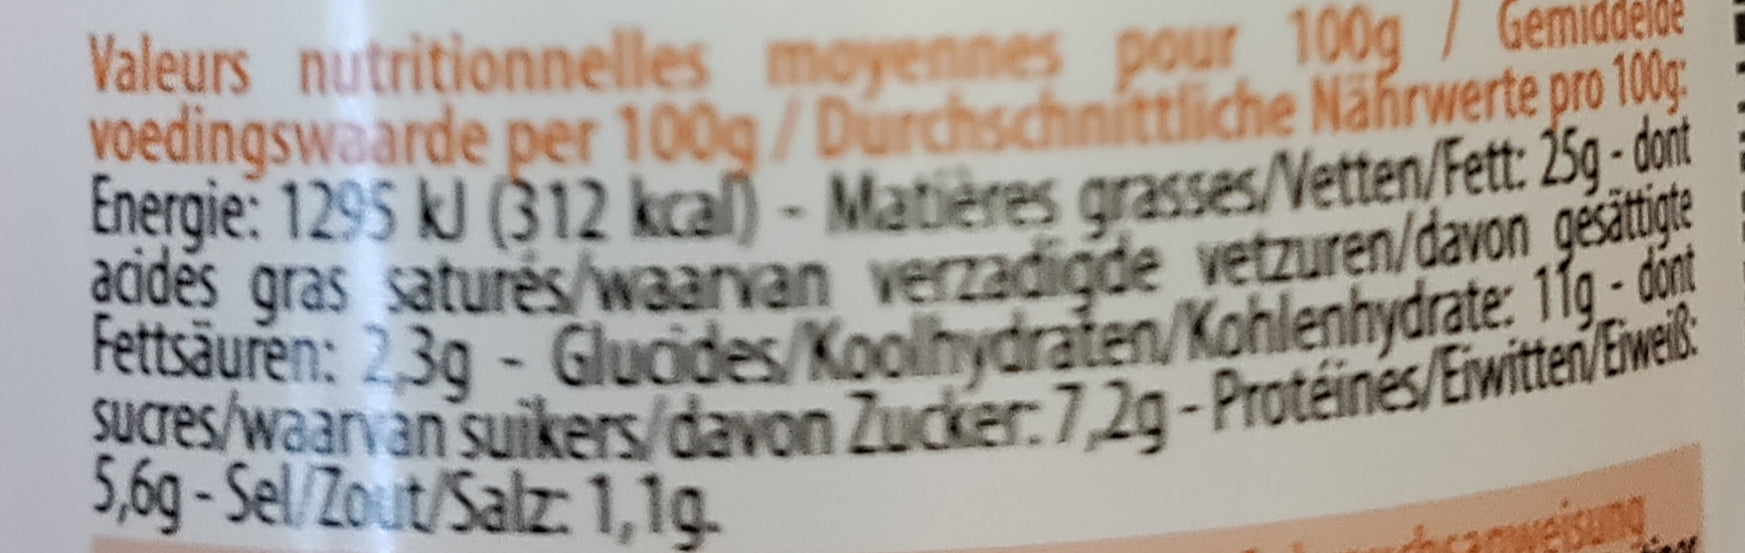 Valeurs nutritionnelles moyennes pour 100g / Gemiddelde
voedingswaarde per 100g / Durchschnittliche Nährwerte pro 100g:
Energie: 1295 kJ (312 kcal) - Matières grasses/Vetten/Fett: 25g - dont
acides gras saturés/waarvan verzadigde vetzuren/davon gesättigte
Fettsäuren: 2,3g - Glucides/Koolhydraten/Kohlenhydrate: 11g - dont
sucres/waarvan suikers/davon Zucker: 7,2g - Protéines/Eiwitten/Eiweiß:
5,6g - Sel/Zout/Salz: 1,1g.